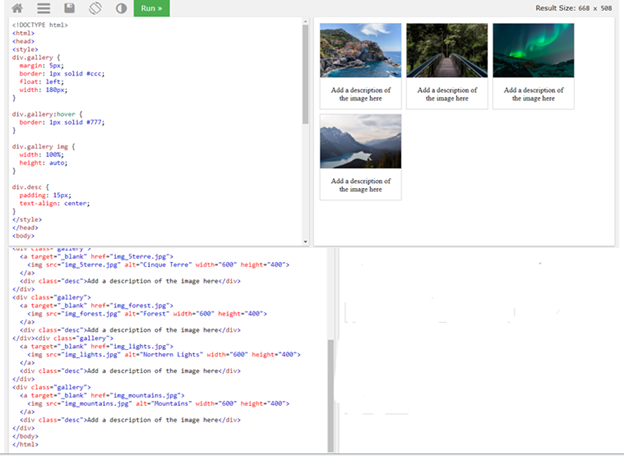 Run »
Result Size: 668 x 508
<!DOCTYPE html>
<html>
<head>
<style>
div.gallery {
  margin: 5px;
  border: 1px solid #ccc;
  float: left;
  width: 180px;
}
div.gallery:hover {
  border: 1px solid #777;
}
div.gallery img {
  width: 100%;
  height: auto;
}
div.desc {
  padding: 15px;
  text-align: center;
}
</style>
</head>
<body>
Add a description of
the image here
Add a description of
the image here
Add a description of
the image here
Add a description of
the image here
<div class="gallery">
  <a target="_blank" href="img_5terre.jpg">
    <img src="img_5terre.jpg" alt="Cinque Terre" width="600" height="400">
  </a>
  <div class="desc">Add a description of the image here</div>
</div>
<div class="gallery">
  <a target="_blank" href="img_forest.jpg">
    <img src="img_forest.jpg" alt="Forest" width="600" height="400">
  </a>
  <div class="desc">Add a description of the image here</div>
</div><div class="gallery">
  <a target="_blank" href="img_lights.jpg">
    <img src="img_lights.jpg" alt="Northern Lights" width="600" height="400">
  </a>
  <div class="desc">Add a description of the image here</div>
</div>
<div class="gallery">
  <a target="_blank" href="img_mountains.jpg">
    <img src="img_mountains.jpg" alt="Mountains" width="600" height="400">
  </a>
  <div class="desc">Add a description of the image here</div>
</div>
</body>
</html>